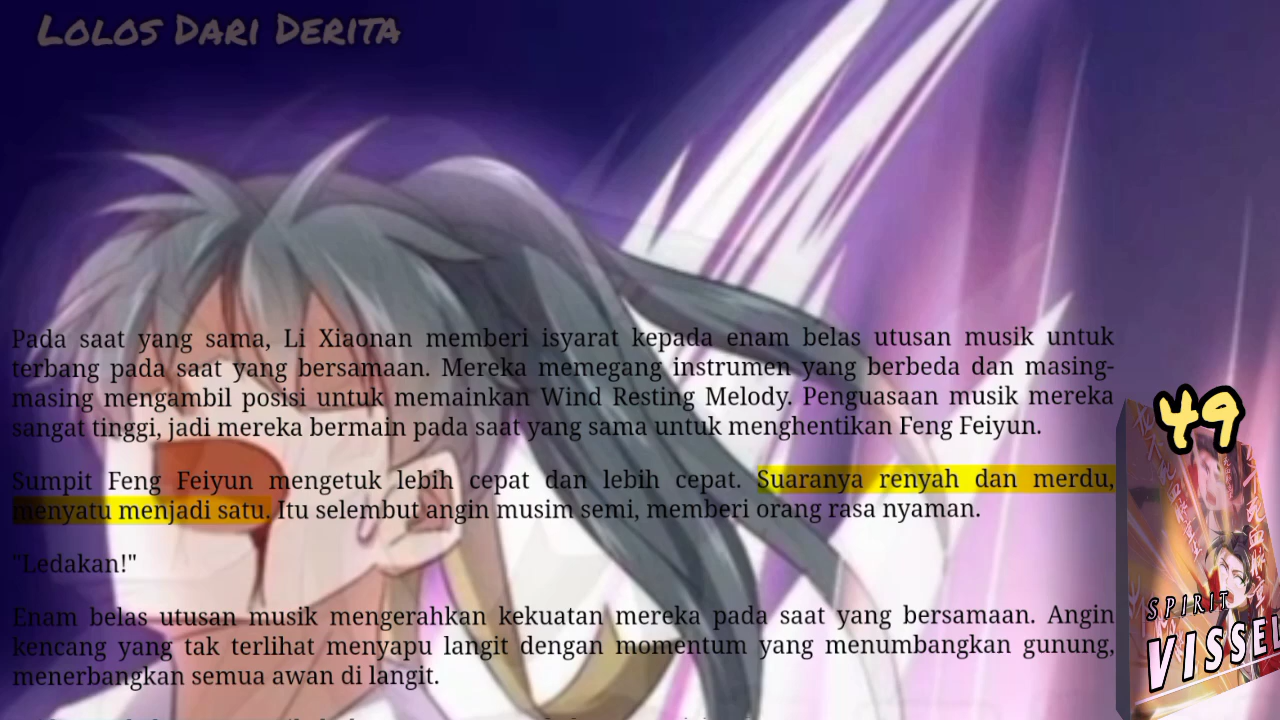 Lolos Dari Derita
Pada saat yang sama, Li Xiaonan memberi isyarat kepada enam belas utusan musik untuk
terbang pada saat yang bersamaan. Mereka memegang instrumen yang berbeda dan masing-
masing mengambil posisi untuk memainkan Wind Resting Melody. Penguasaan musik mereka
sangat tinggi, jadi mereka bermain pada saat yang sama untuk menghentikan Feng Feiyun.
Sumpit Feng Feiyun mengetuk lebih cepat dan lebih cepat. Suaranya renyah dan merdu,
menyatu menjadi satu. Itu selembut angin musim semi, memberi orang rasa nyaman.
"Ledakan!"
Enam belas utusan musik mengerahkan kekuatan mereka pada saat yang bersamaan. Angin
kencang yang tak terlihat menyapu langit dengan momentum yang menumbangkan gunung,
menerbangkan semua awan di langit.
49
SPIRIT
VISSEL